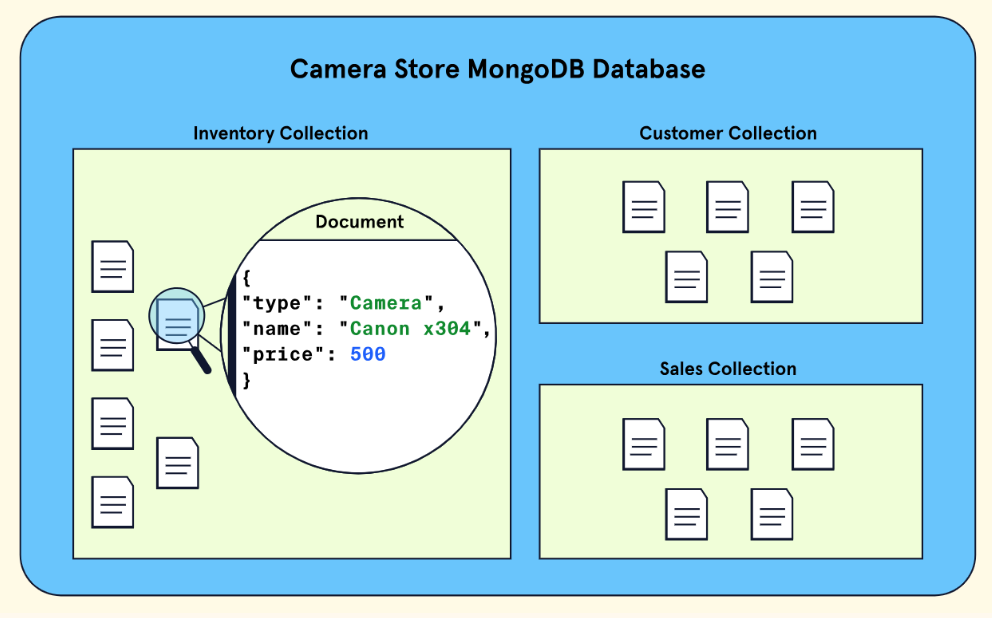 Camera Store MongoDB Database
Inventory Collection
Document
{
"type": "Camera",
"name": "Canon x304",
"price": 500
}
Customer Collection
Sales Collection